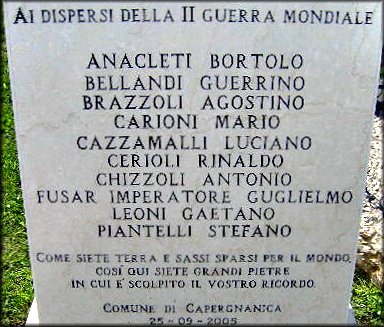 AI DISPERSI DELLA II GUERRA MONDIALE
ANACLETI BORTOLO
BELLANDI GUERRINO
BRAZZOLI AGOSTINO
CARIONI MARIO
CAZZAMALLI LUCIANO
CERIOLI RINALDO
CHIZZOLI ANTONIO
FUSAR IMPERATORE GUGLIELMO
LEONI GAETANO
PIANTELLI STEFANO
COME SIETE TERRA E SASSI SPARSI PER IL MONDO,
COSÌ QUI SIETE GRANDI PIETRE
IN CUI E' SCOLPITO IL VOSTRO RICORDO.
COMUNE DI CAPERGNANICA
25-09-2005